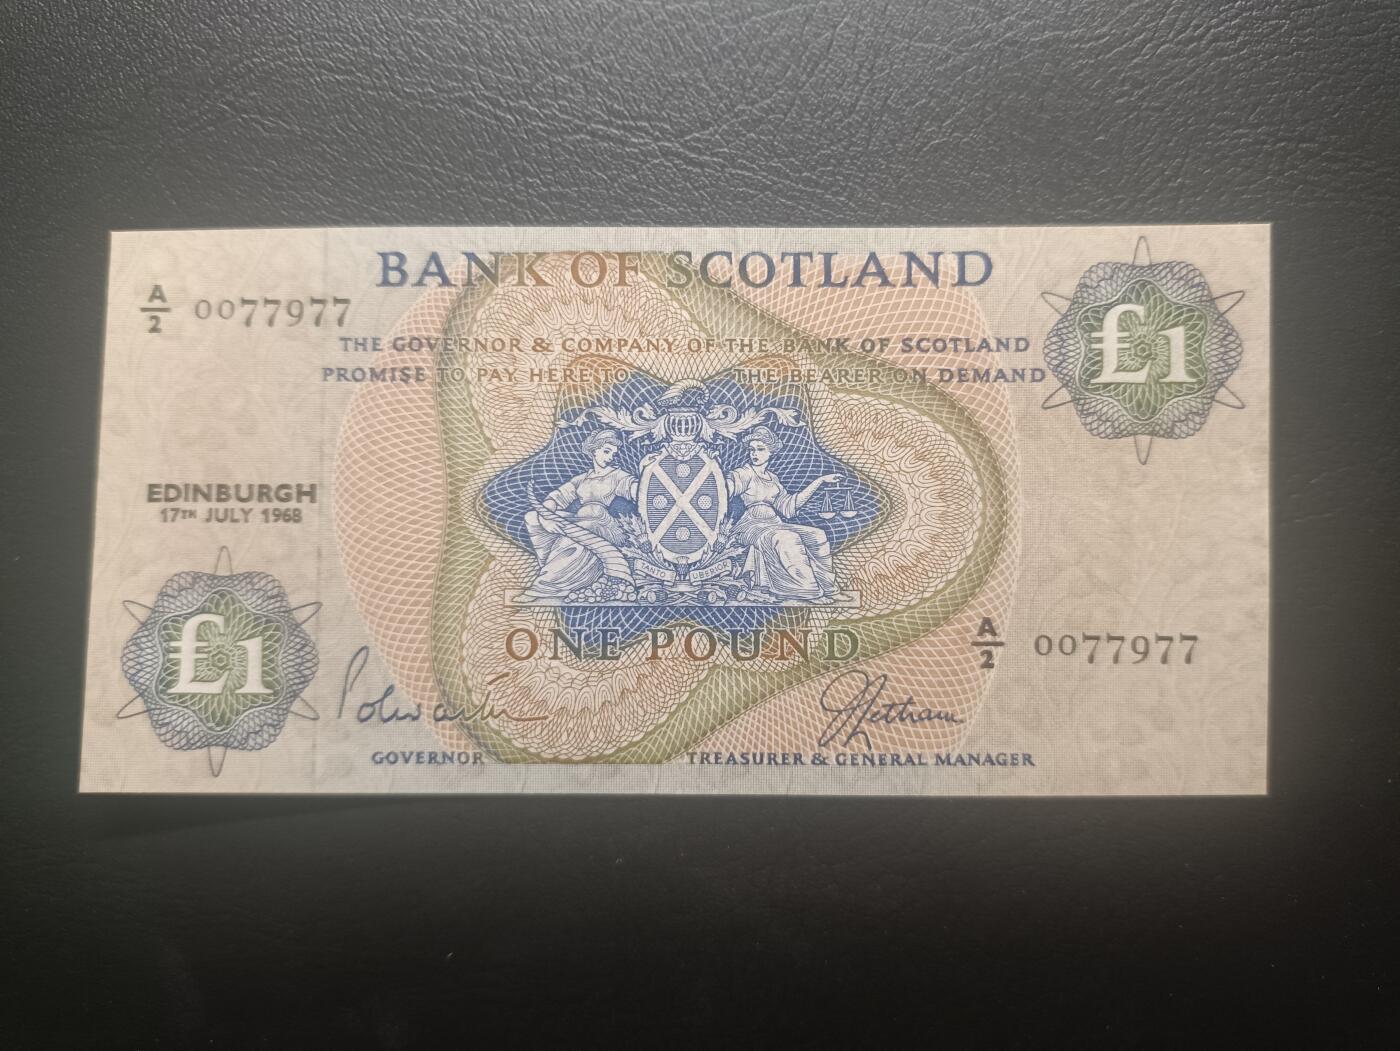 BANK OF SCOTLAND
A/2 0077977
£1
THE GOVERNOR & COMPANY OF THE BANK OF SCOTLAND
PROMISE TO PAY HERE TO THE BEARER ON DEMAND
EDINBURGH
17TH JULY 1968
TANTO UBERIOR
ONE POUND
A/2 0077977
£1
Polwarth
JLetham
GOVERNOR
TREASURER & GENERAL MANAGER